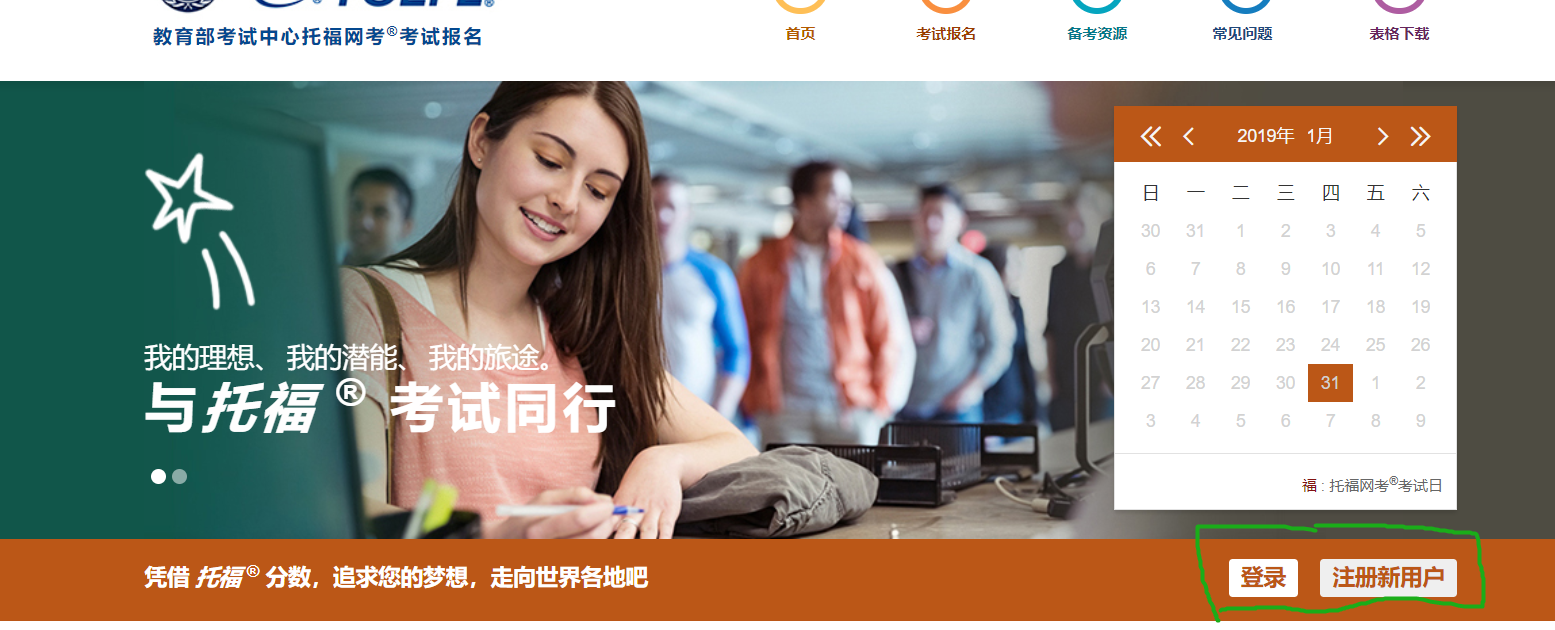 教育部考试中心托福网考®考试报名
首页 考试报名 备考资源 常见问题 表格下载
2019年 1月
日 一 二 三 四 五 六
30 31 1 2 3 4 5
6 7 8 9 10 11 12
13 14 15 16 17 18 19
20 21 22 23 24 25 26
27 28 29 30 31 1 2
3 4 5 6 7 8 9
福 : 托福网考®考试日
我的理想、 我的潜能、 我的旅途。
与托福® 考试同行
凭借 托福® 分数，追求您的梦想，走向世界各地吧
登录 注册新用户